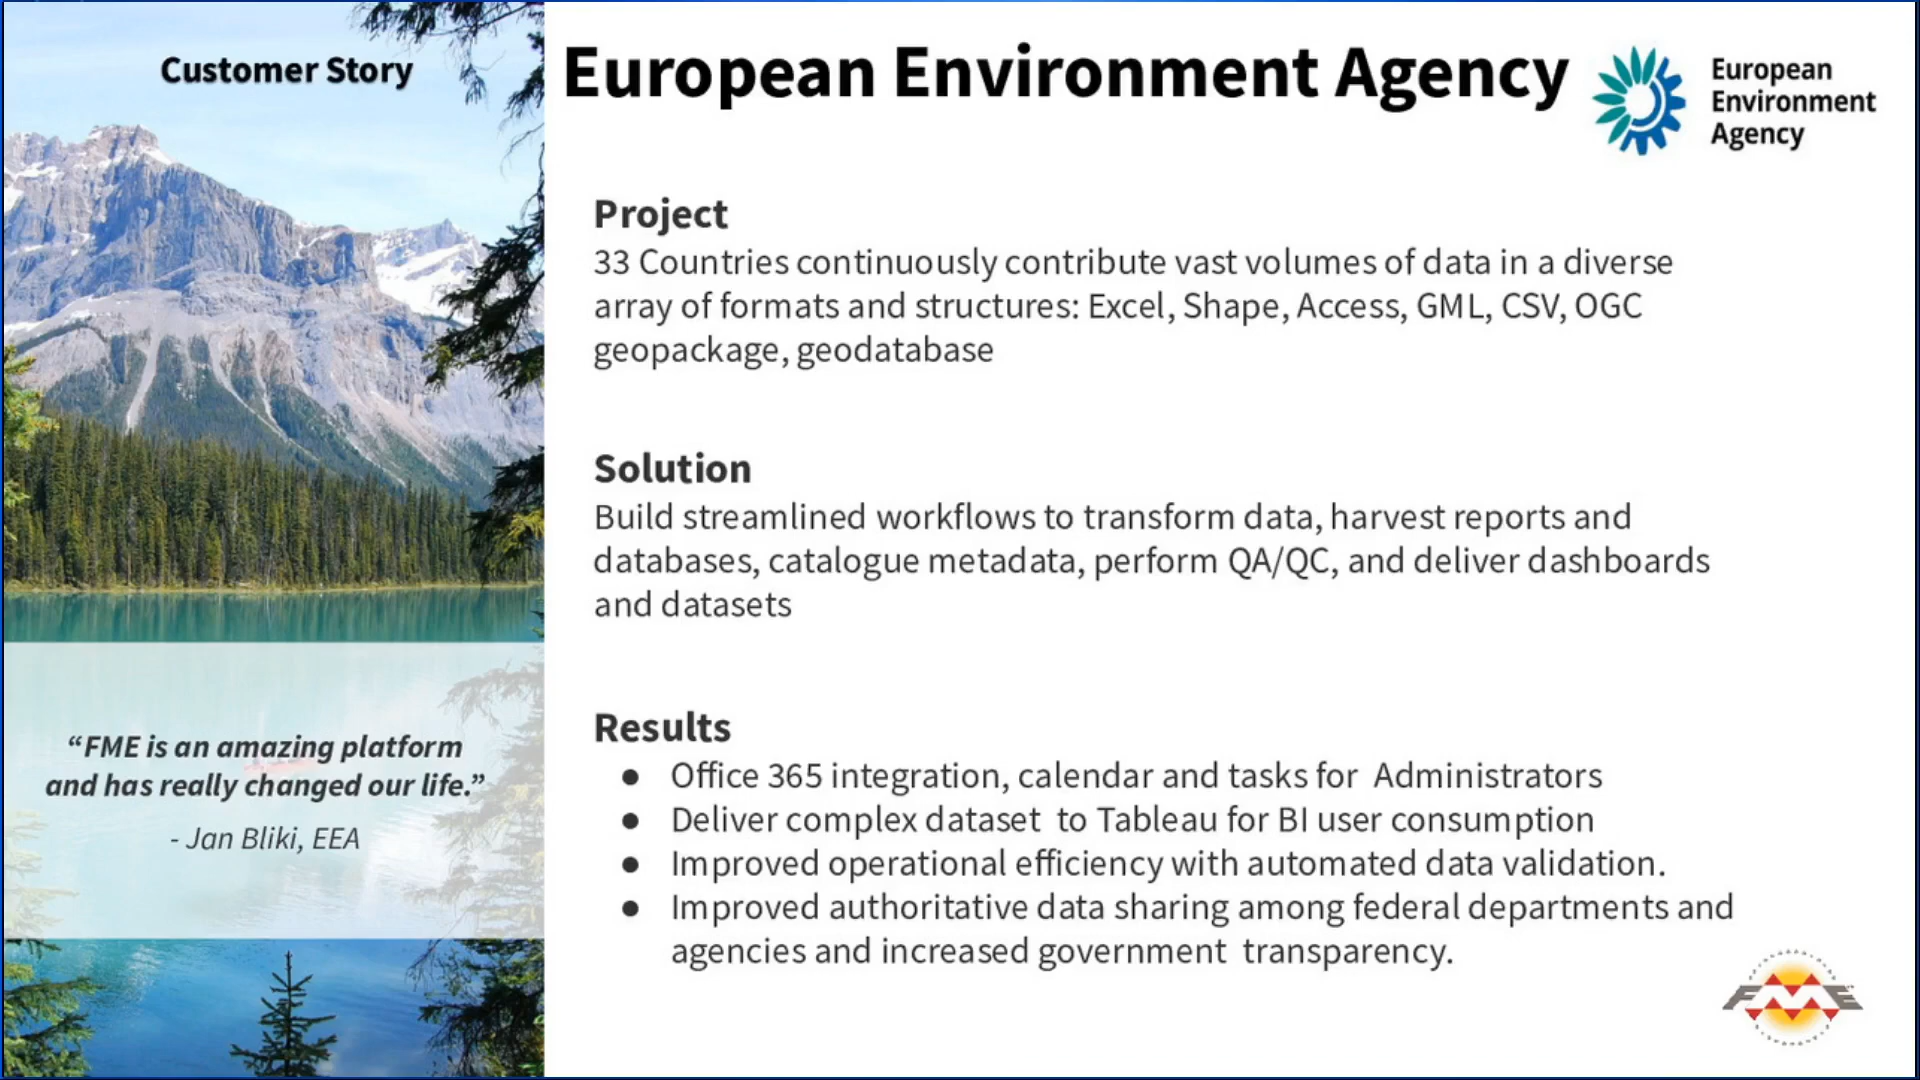 Customer Story
European Environment Agency
European
Environment
Agency
Project
33 Countries continuously contribute vast volumes of data in a diverse
array of formats and structures: Excel, Shape, Access, GML, CSV, OGC
geopackage, geodatabase
Solution
Build streamlined workflows to transform data, harvest reports and
databases, catalogue metadata, perform QA/QC, and deliver dashboards
and datasets
“FME is an amazing platform
and has really changed our life.”
- Jan Bliki, EEA
Results
● Office 365 integration, calendar and tasks for Administrators
● Deliver complex dataset to Tableau for BI user consumption
● Improved operational efficiency with automated data validation.
● Improved authoritative data sharing among federal departments and
agencies and increased government transparency.
FME